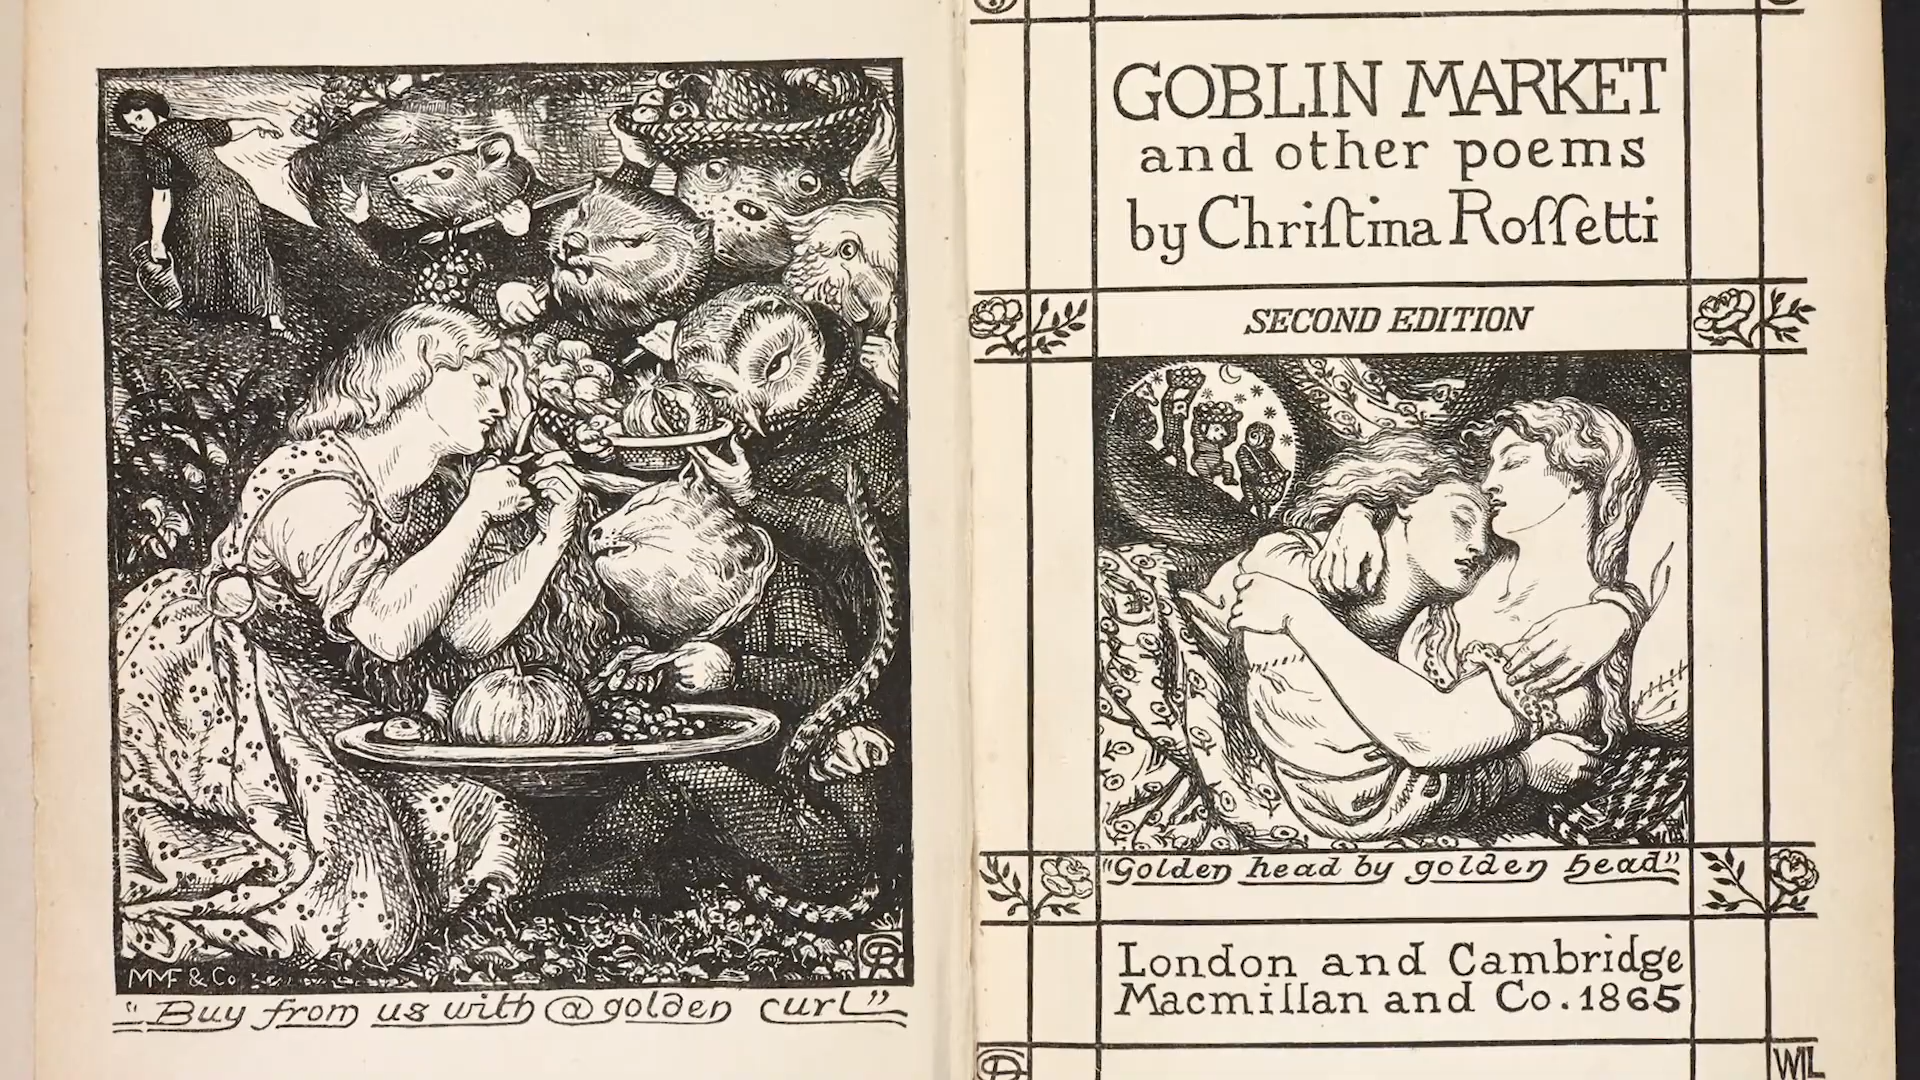 MMF & Co
"Buy from us with a golden curl"
GOBLIN MARKET
and other poems
by Chriſtina Roſſetti
SECOND EDITION
"Golden head by golden head"
London and Cambridge
Macmillan and Co. 1865
WIL